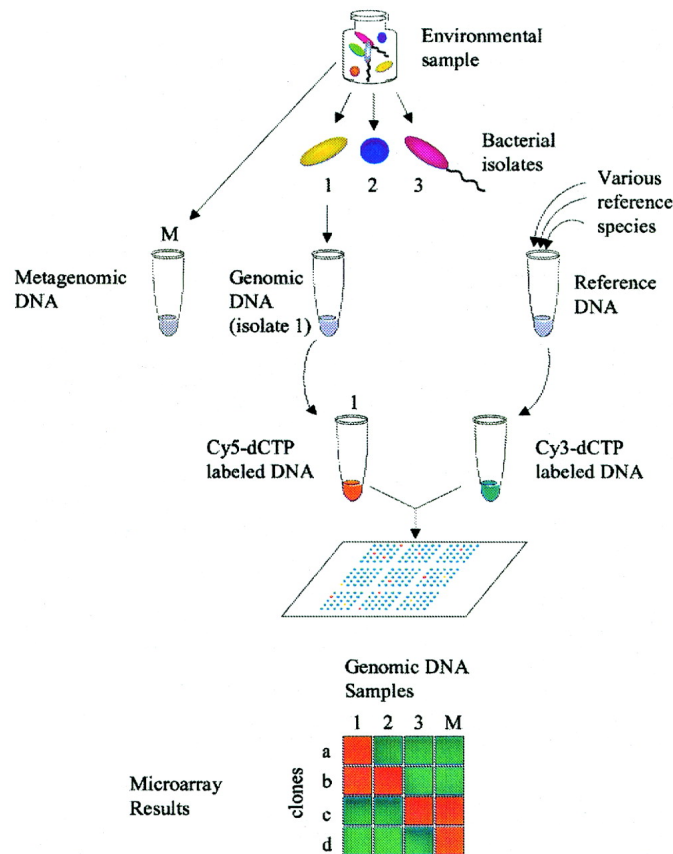 Environmental
sample
Bacterial
isolates
1 2 3
Various
reference
species
M
Metagenomic
DNA
Genomic
DNA
(isolate 1)
Reference
DNA
1
Cy5-dCTP
labeled DNA
Cy3-dCTP
labeled DNA
Genomic DNA
Samples
1 2 3 M
a
b
c
d
clones
Microarray
Results